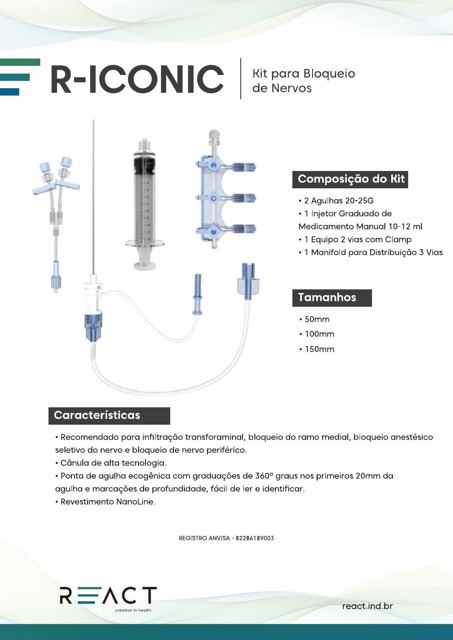 R-ICONIC
Kit para Bloqueio
de Nervos
Composição do Kit
• 2 Agulhas 20-25G
• 1 Injetor Graduado de
Medicamento Manual 10-12 ml
• 1 Equipo 2 vias com Clamp
• 1 Manifold para Distribuição 3 Vias
Tamanhos
• 50mm
• 100mm
• 150mm
Características
• Recomendado para infiltração transforaminal, bloqueio do ramo medial, bloqueio anestésico
seletivo do nervo e bloqueio de nervo periférico.
• Cânula de alta tecnologia.
• Ponta de agulha ecogênica com graduações de 360º graus nos primeiros 20mm da
agulha e marcações de profundidade, fácil de ler e identificar.
• Revestimento NanoLine.
REGISTRO ANVISA - 82286189003
REACT
creation in health
react.ind.br